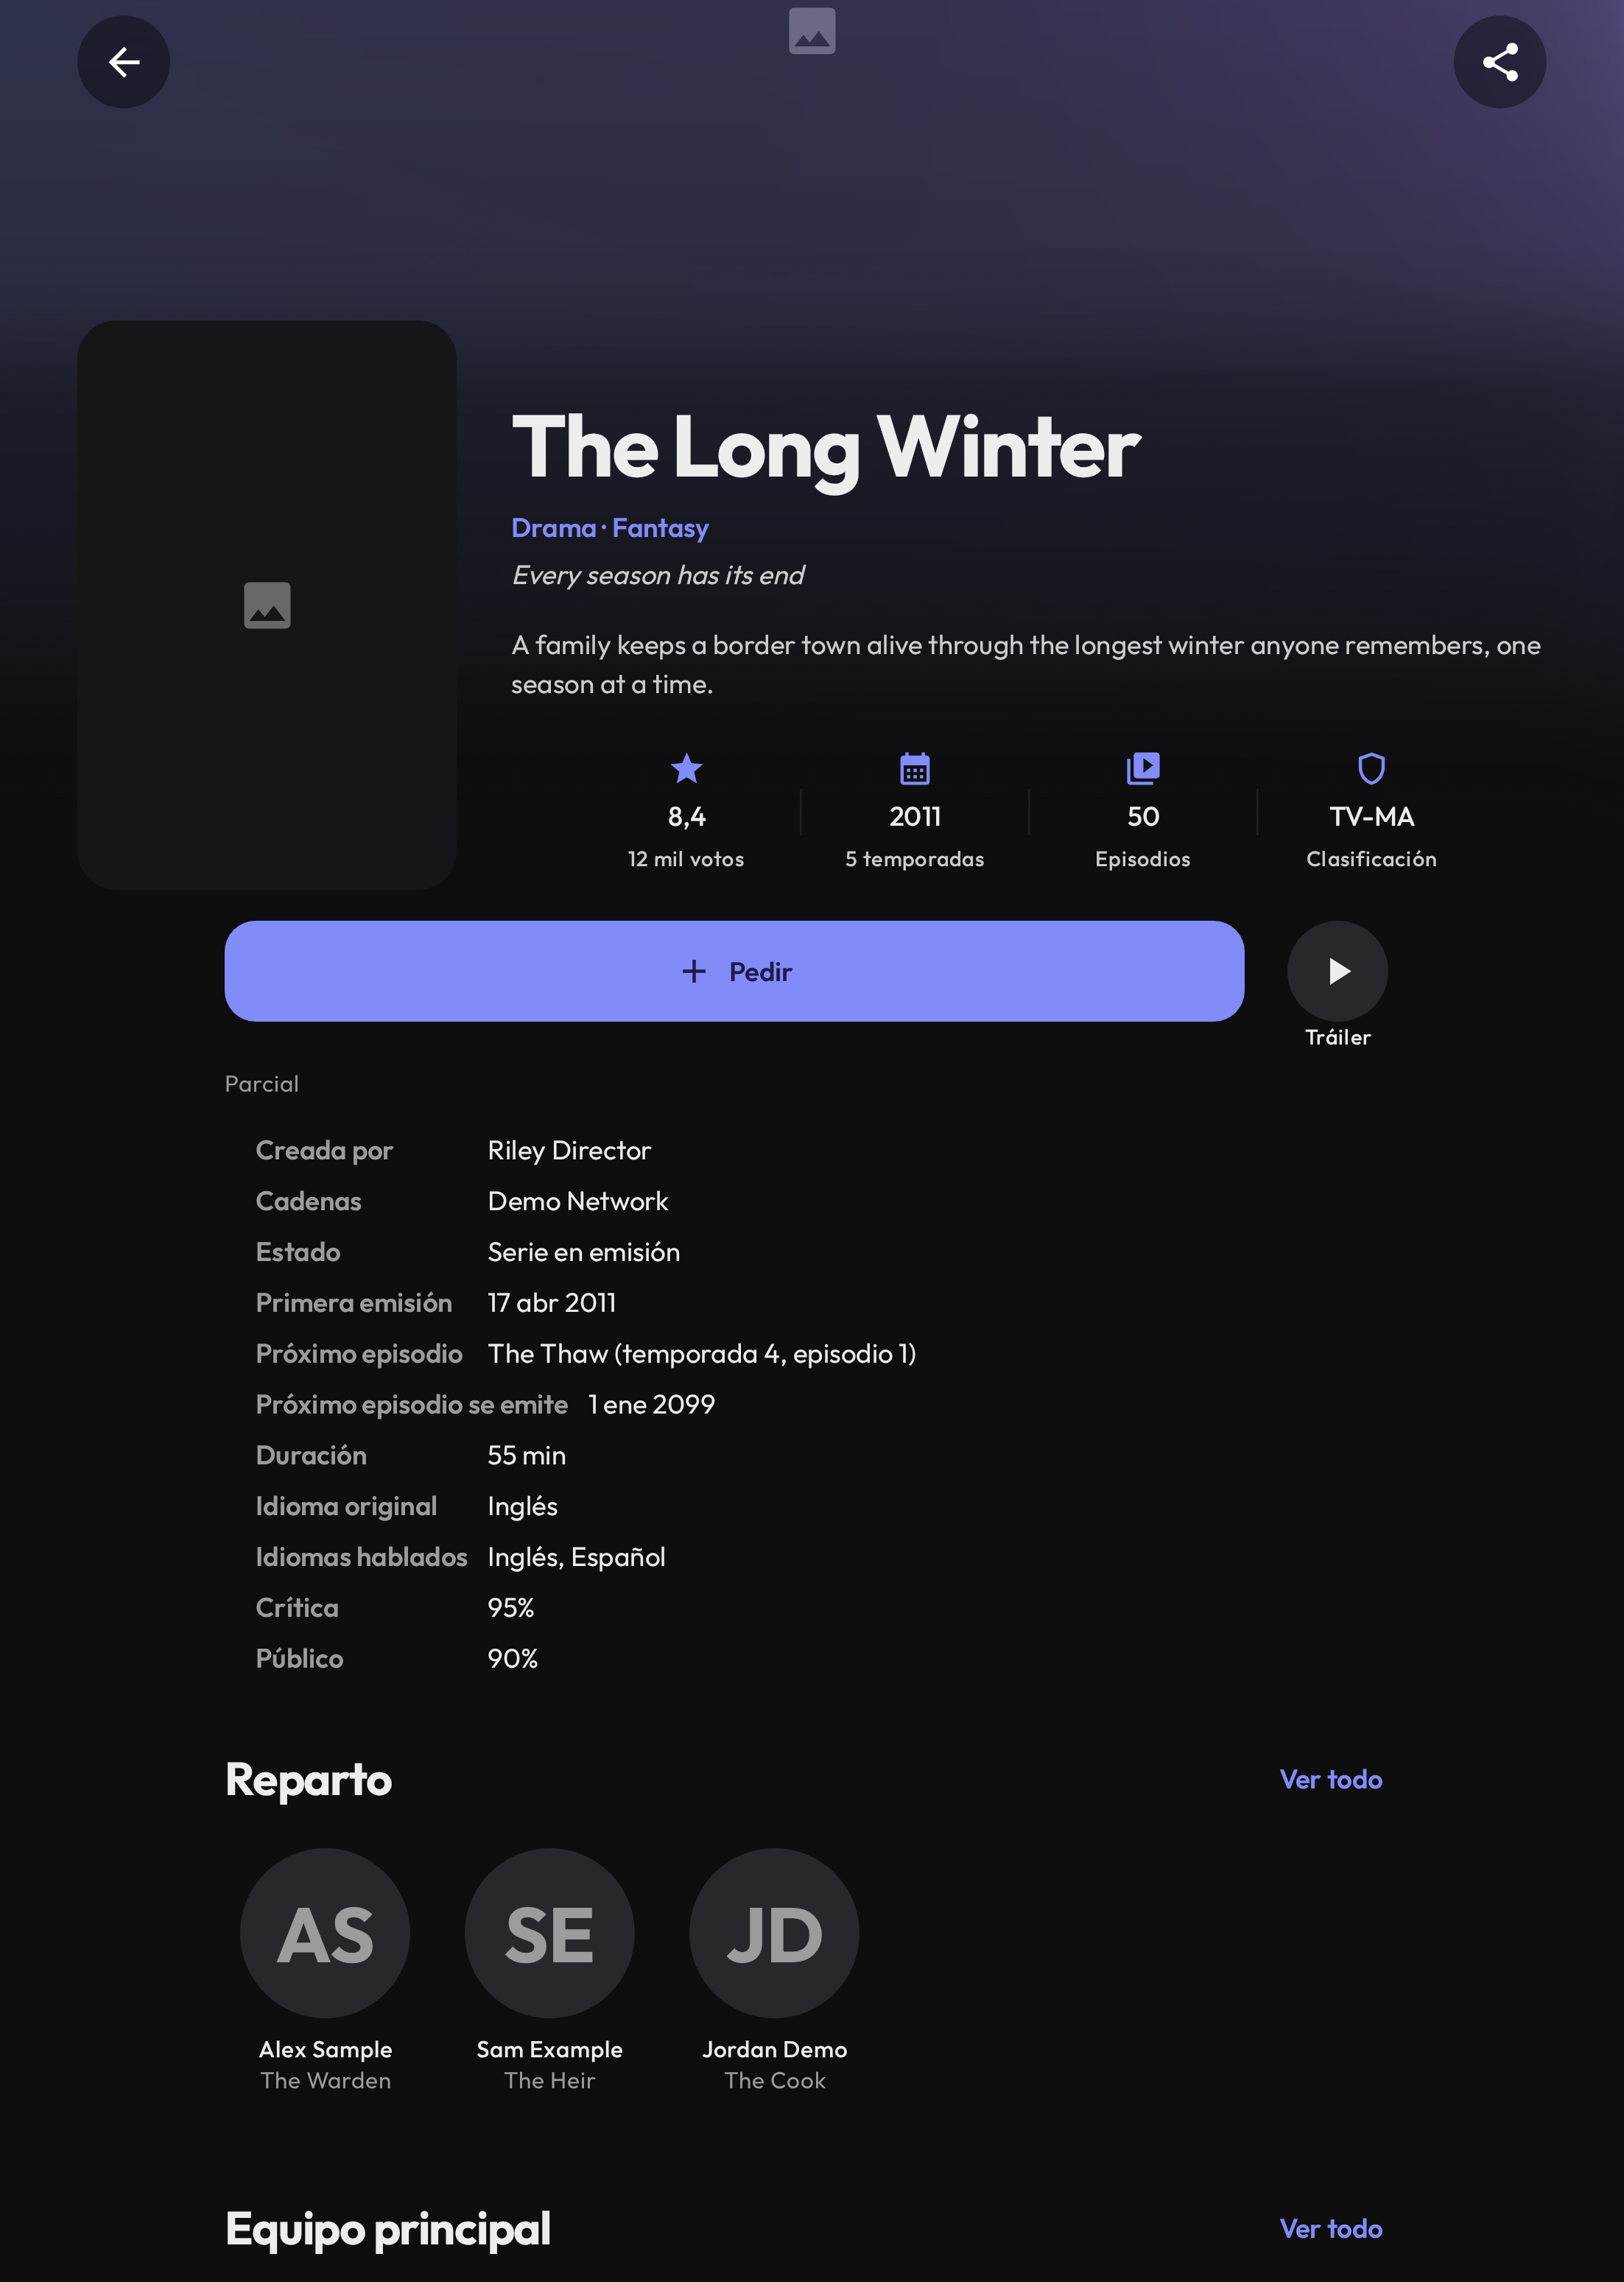 The Long Winter
Drama · Fantasy
Every season has its end
A family keeps a border town alive through the longest winter anyone remembers, one
season at a time.
8,4
12 mil votos
2011
5 temporadas
50
Episodios
TV-MA
Clasificación
Pedir
Tráiler
Parcial
Creada por Riley Director
Cadenas Demo Network
Estado Serie en emisión
Primera emisión 17 abr 2011
Próximo episodio The Thaw (temporada 4, episodio 1)
Próximo episodio se emite 1 ene 2099
Duración 55 min
Idioma original Inglés
Idiomas hablados Inglés, Español
Crítica 95%
Público 90%
Reparto Ver todo
AS
Alex Sample
The Warden
SE
Sam Example
The Heir
JD
Jordan Demo
The Cook
Equipo principal Ver todo